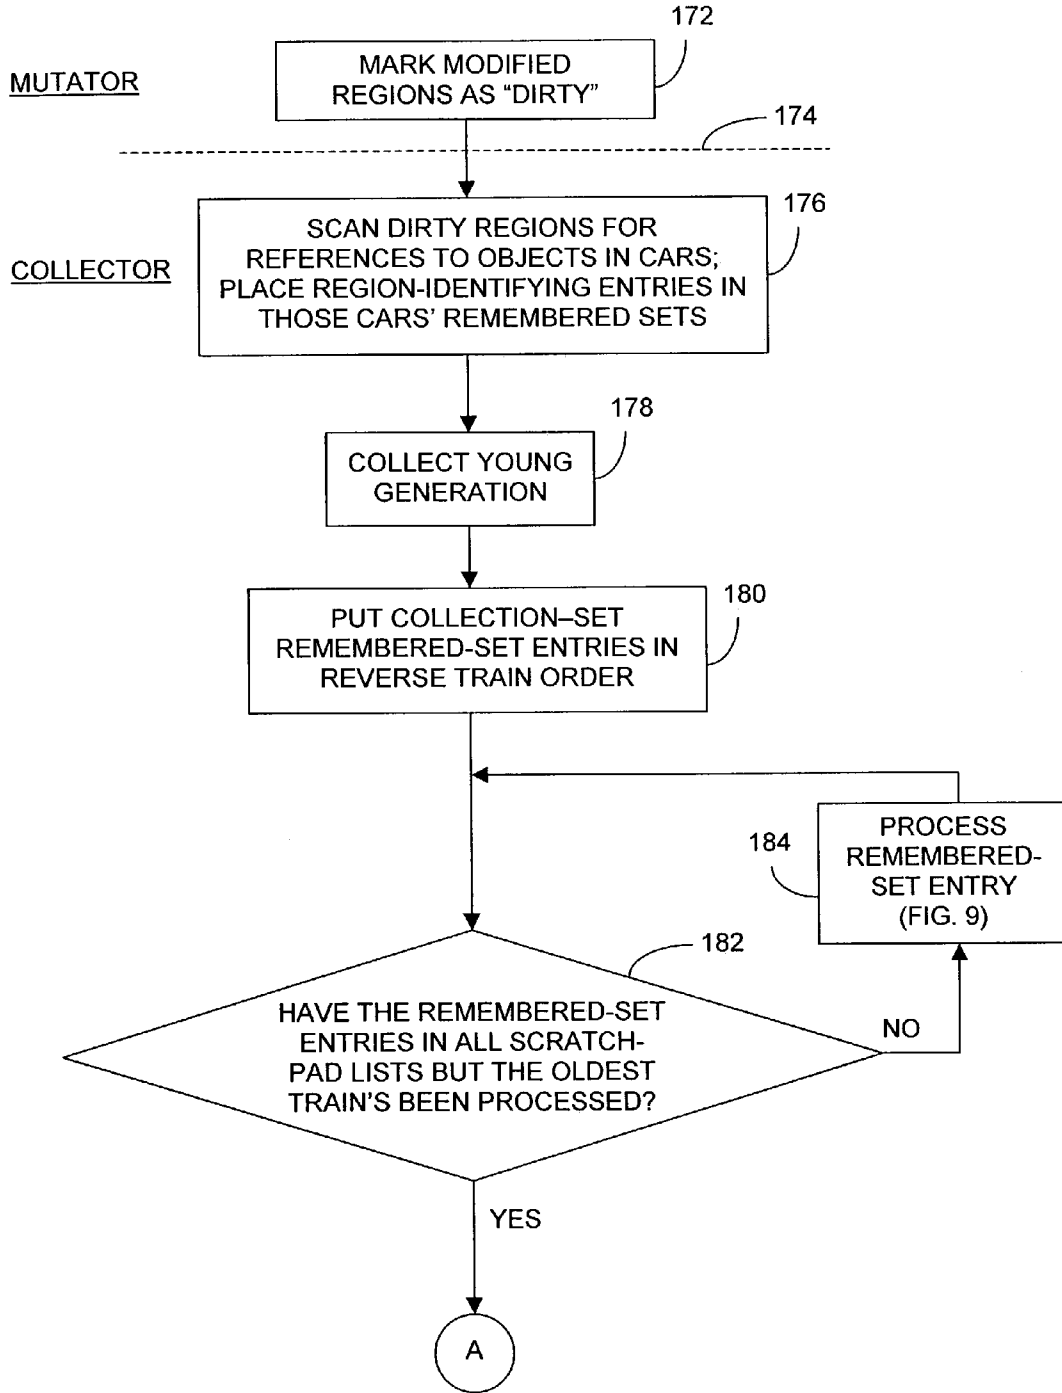 172
MUTATOR
MARK MODIFIED
REGIONS AS “DIRTY”
174
176
COLLECTOR
SCAN DIRTY REGIONS FOR
REFERENCES TO OBJECTS IN CARS;
PLACE REGION-IDENTIFYING ENTRIES IN
THOSE CARS’ REMEMBERED SETS
178
COLLECT YOUNG
GENERATION
180
PUT COLLECTION–SET
REMEMBERED-SET ENTRIES IN
REVERSE TRAIN ORDER
184
PROCESS
REMEMBERED-
SET ENTRY
(FIG. 9)
182
HAVE THE REMEMBERED-SET
ENTRIES IN ALL SCRATCH-
PAD LISTS BUT THE OLDEST
TRAIN’S BEEN PROCESSED?
NO
YES
A